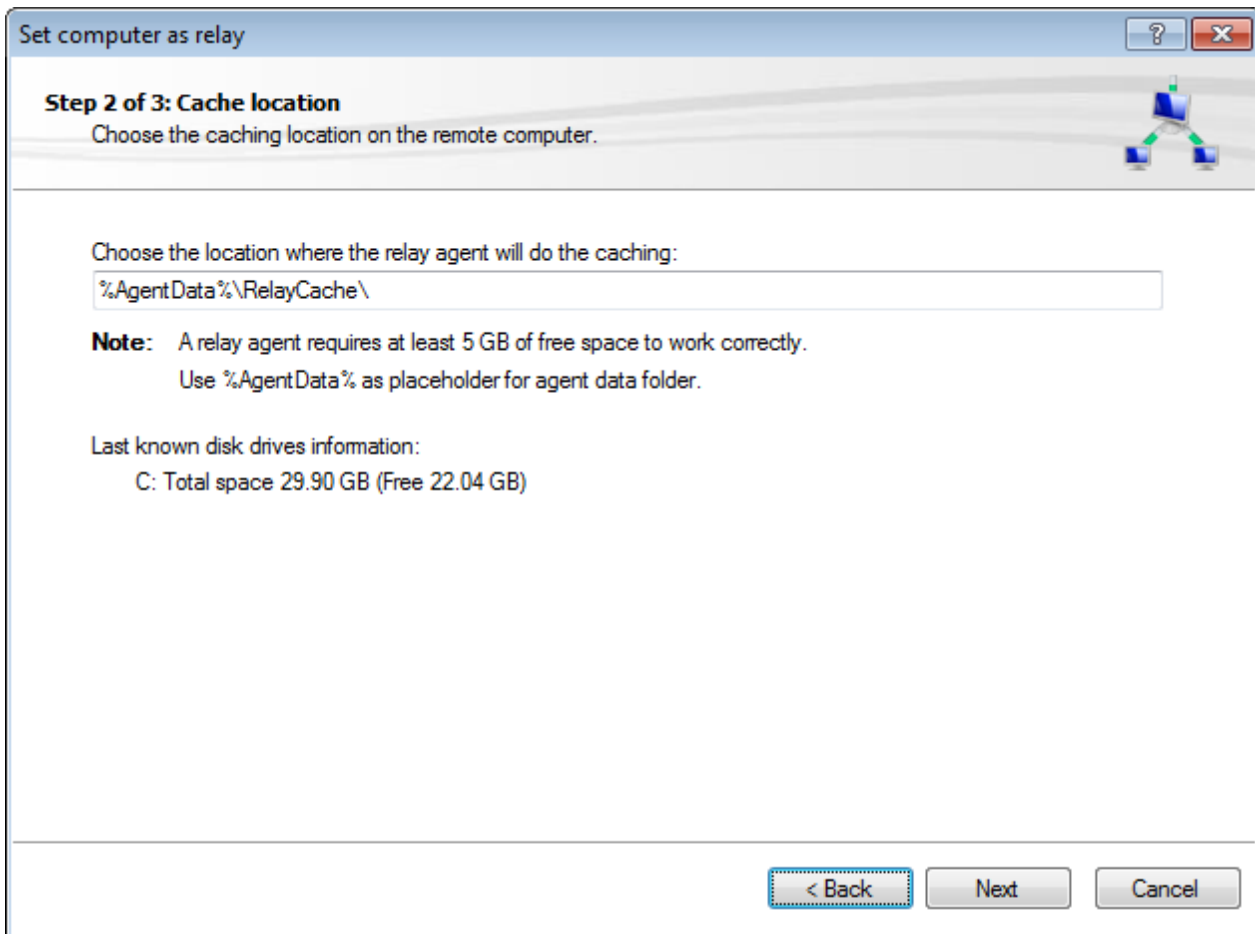 Set computer as relay
Step 2 of 3: Cache location
Choose the caching location on the remote computer.
Choose the location where the relay agent will do the caching:
%AgentData%\RelayCache\
Note: A relay agent requires at least 5 GB of free space to work correctly.
Use %AgentData% as placeholder for agent data folder.
Last known disk drives information:
C: Total space 29.90 GB (Free 22.04 GB)
< Back Next Cancel